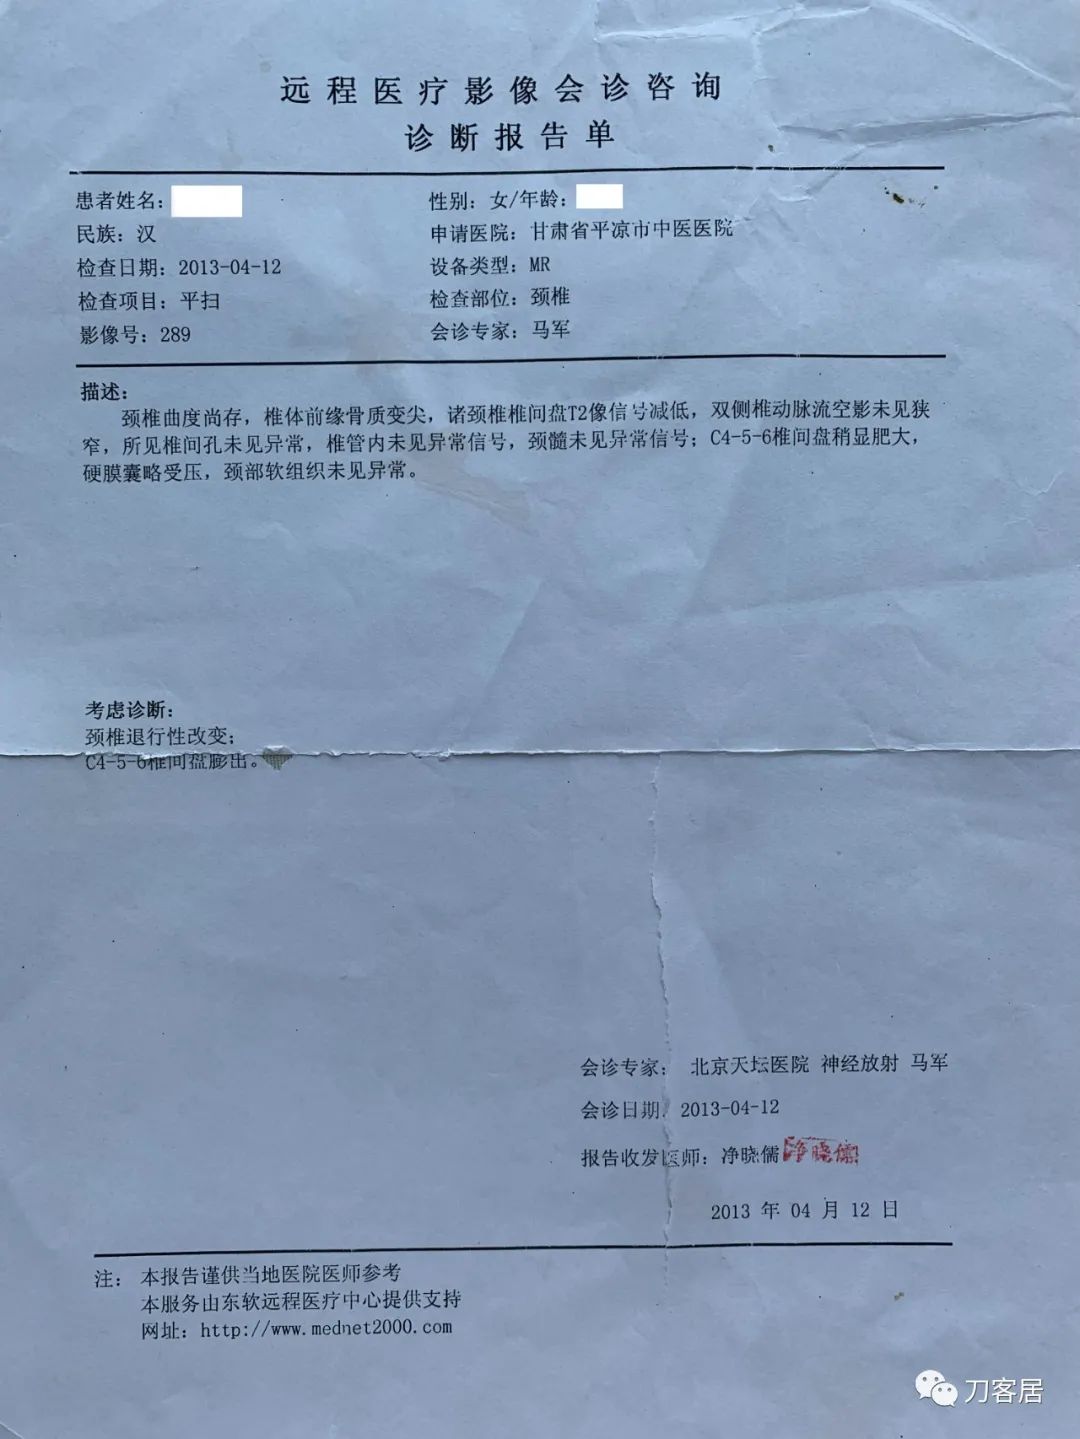 远程医疗影像会诊咨询
诊断报告单
患者姓名：
性别：女/年龄：
民族：汉
申请医院：甘肃省平凉市中医医院
检查日期：2013-04-12
设备类型：MR
检查项目：平扫
检查部位：颈椎
影像号：289
会诊专家：马军
描述：
颈椎曲度尚存，椎体前缘骨质变尖，诸颈椎椎间盘T2像信号减低，双侧椎动脉流空影未见狭
窄，所见椎间孔未见异常，椎管内未见异常信号，颈髓未见异常信号；C4-5-6椎间盘稍显肥大，
硬膜囊略受压，颈部软组织未见异常。
考虑诊断：
颈椎退行性改变；
C4-5-6椎间盘膨出。
会诊专家： 北京天坛医院 神经放射 马军
会诊日期：2013-04-12
报告收发医师：净晓儒 净晓儒
2013 年 04 月 12 日
注： 本报告谨供当地医院医师参考
本服务由东软远程医疗中心提供支持
网址：http://www.mednet2000.com
刀客居